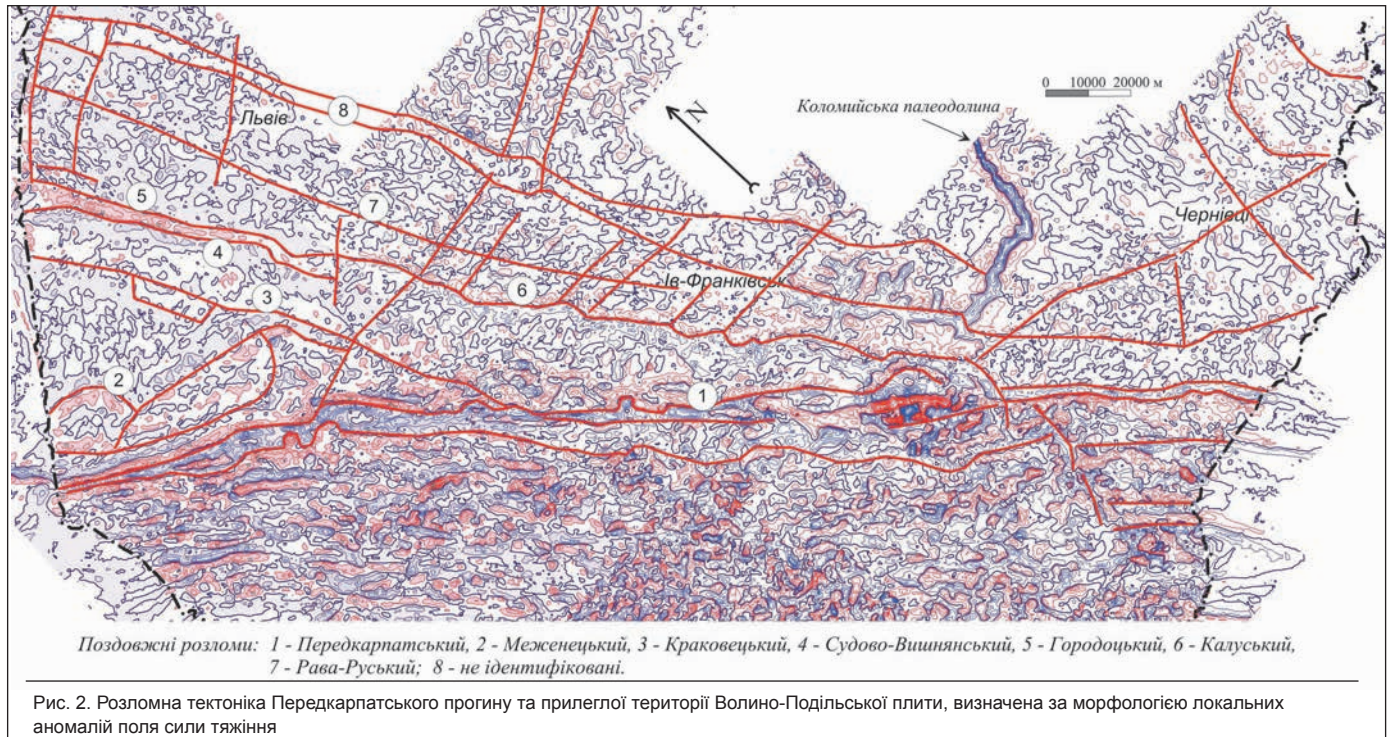 0 10000 20000 м
Коломийська палеодолина
N
8
Львів
5
7
4
Чернівці
3
6
Ів-Франківськ
2
1
Поздовжні розломи: 1 - Передкарпатський, 2 - Меженецький, 3 - Краковецький, 4 - Судово-Вишнянський, 5 - Городоцький, 6 - Калуський,
7 - Рава-Руський; 8 - не ідентифіковані.
Рис. 2. Розломна тектоніка Передкарпатського прогину та прилеглої території Волино-Подільської плити, визначена за морфологією локальних
аномалій поля сили тяжіння